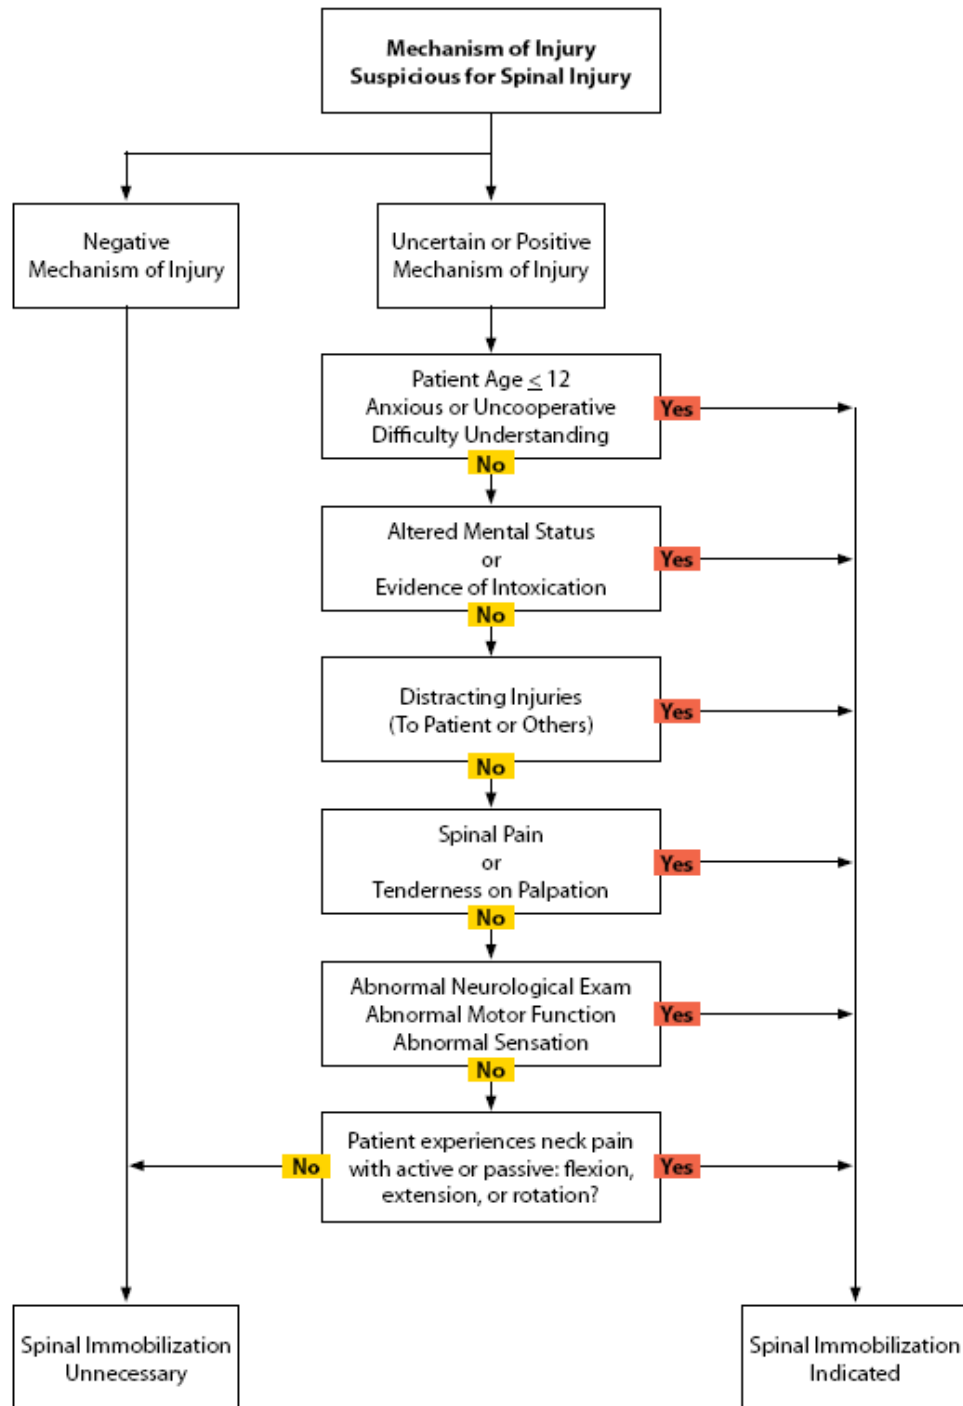 Mechanism of Injury
Suspicious for Spinal Injury
Negative
Mechanism of Injury
Uncertain or Positive
Mechanism of Injury
Patient Age ≤ 12
Anxious or Uncooperative
Difficulty Understanding
Yes
No
Altered Mental Status
or
Evidence of Intoxication
Yes
No
Distracting Injuries
(To Patient or Others)
Yes
No
Spinal Pain
or
Tenderness on Palpation
Yes
No
Abnormal Neurological Exam
Abnormal Motor Function
Abnormal Sensation
Yes
No
Patient experiences neck pain
with active or passive: flexion,
extension, or rotation?
No
Yes
Spinal Immobilization
Unnecessary
Spinal Immobilization
Indicated